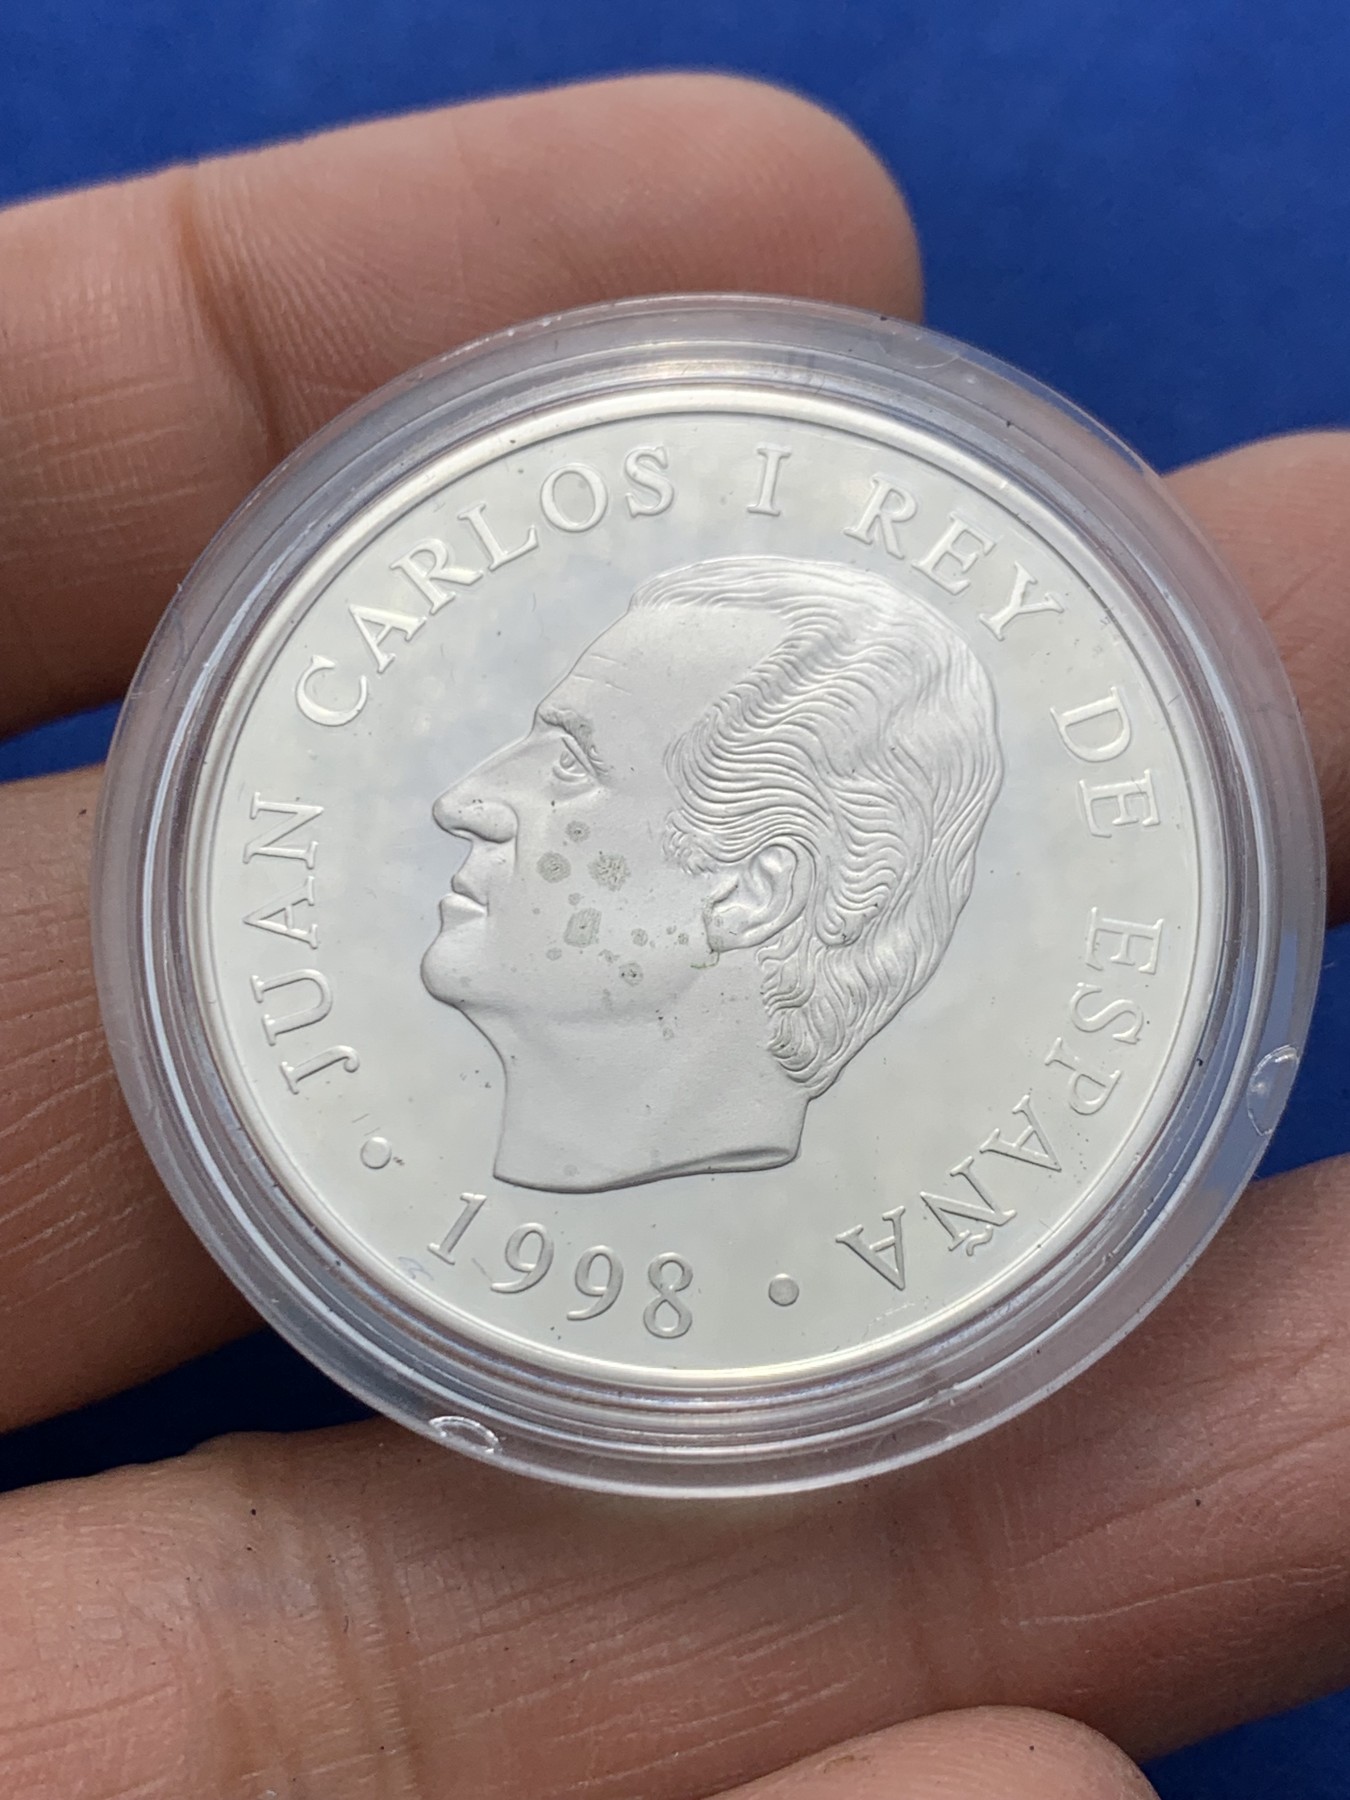 JUAN CARLOS I REY DE ESPAÑA
• 1998 •